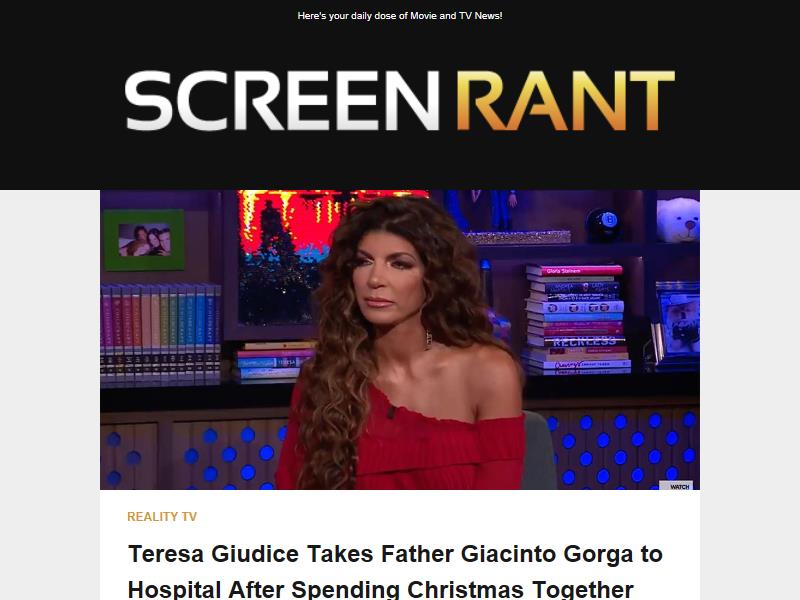 Here's your daily dose of Movie and TV News!
SCREEN RANT
Gloria Steinem
RECKLESS
WATCH
REALITY TV
Teresa Giudice Takes Father Giacinto Gorga to
Hospital After Spending Christmas Together